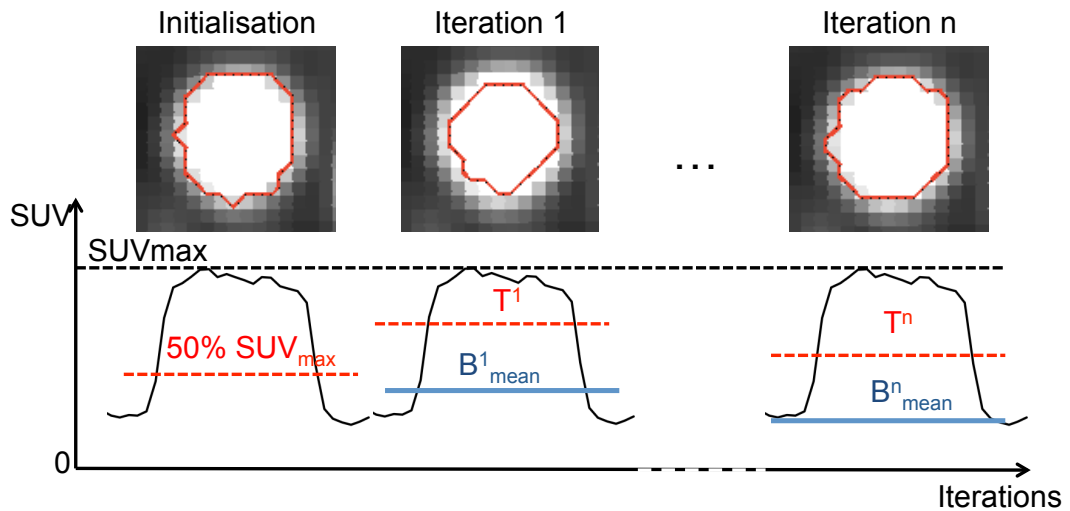 Initialisation
Iteration 1
Iteration n
...
SUV
SUVmax
50% SUVmax
T1
B1mean
Tn
Bnmean
0
Iterations